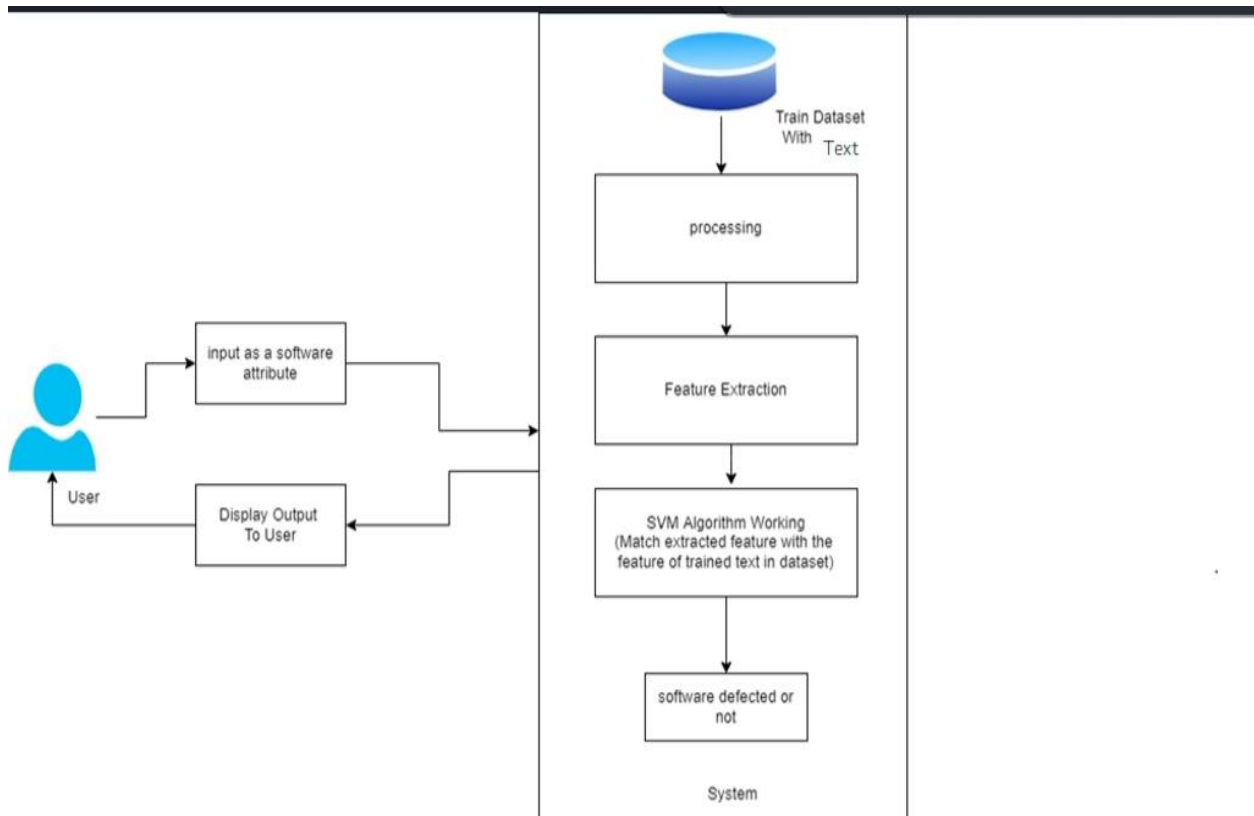 Train Dataset
With Text
processing
input as a software
attribute
Feature Extraction
User
Display Output
To User
SVM Algorithm Working
(Match extracted feature with the
feature of trained text in dataset)
software defected or
not
System